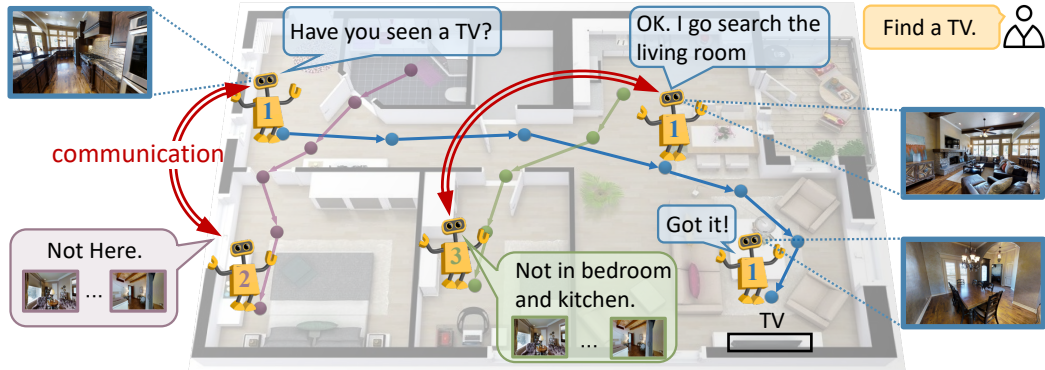 Have you seen a TV?
OK. I go search the
living room
Find a TV.
1
1
communication
Not Here.
...
2
3
Not in bedroom
and kitchen.
...
Got it!
1
TV